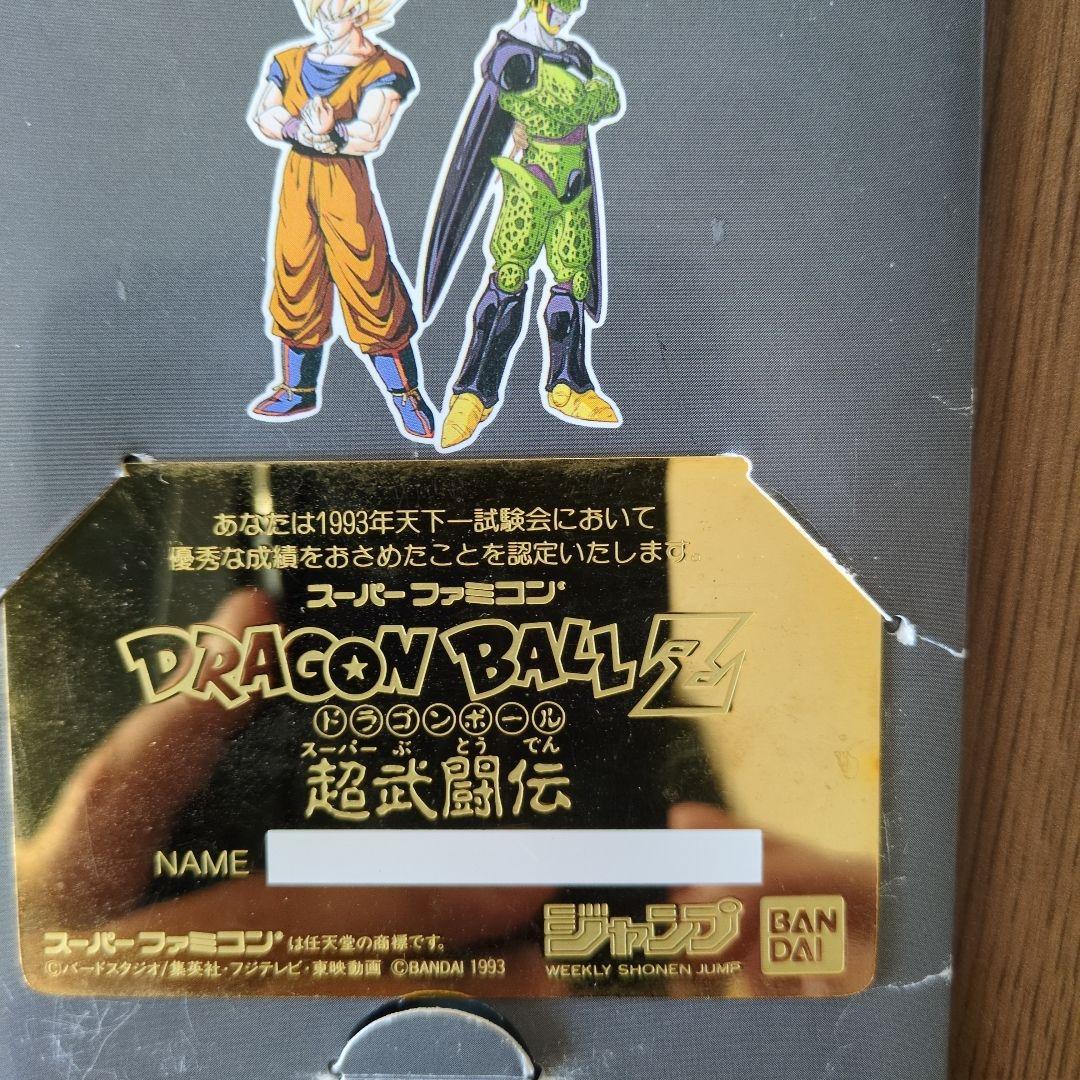 あなたは1993年天下一試験会において
優秀な成績をおさめたことを認定いたします。
スーパーファミコン
DRAGON BALL Z
ドラゴンボール
スーパー ぶ とう でん
超武闘伝
NAME
ジャンプ
WEEKLY SHONEN JUMP
BAN
DAI
スーパーファミコンは任天堂の商標です。
©バードスタジオ/集英社・フジテレビ・東映動画 ©BANDAI 1993